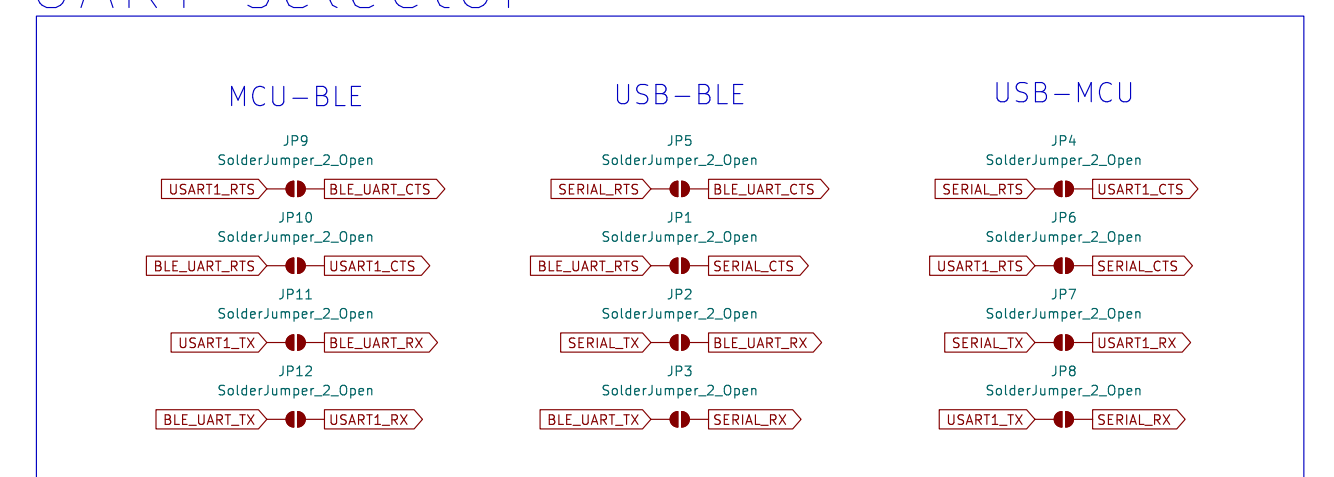 UART Selector
MCU-BLE
USB-BLE
USB-MCU
JP9
SolderJumper_2_Open
USART1_RTS
BLE_UART_CTS
JP5
SolderJumper_2_Open
SERIAL_RTS
BLE_UART_CTS
JP4
SolderJumper_2_Open
SERIAL_RTS
USART1_CTS
JP10
SolderJumper_2_Open
BLE_UART_RTS
USART1_CTS
JP1
SolderJumper_2_Open
BLE_UART_RTS
SERIAL_CTS
JP6
SolderJumper_2_Open
USART1_RTS
SERIAL_CTS
JP11
SolderJumper_2_Open
USART1_TX
BLE_UART_RX
JP2
SolderJumper_2_Open
SERIAL_TX
BLE_UART_RX
JP7
SolderJumper_2_Open
SERIAL_TX
USART1_RX
JP12
SolderJumper_2_Open
BLE_UART_TX
USART1_RX
JP3
SolderJumper_2_Open
BLE_UART_TX
SERIAL_RX
JP8
SolderJumper_2_Open
USART1_TX
SERIAL_RX